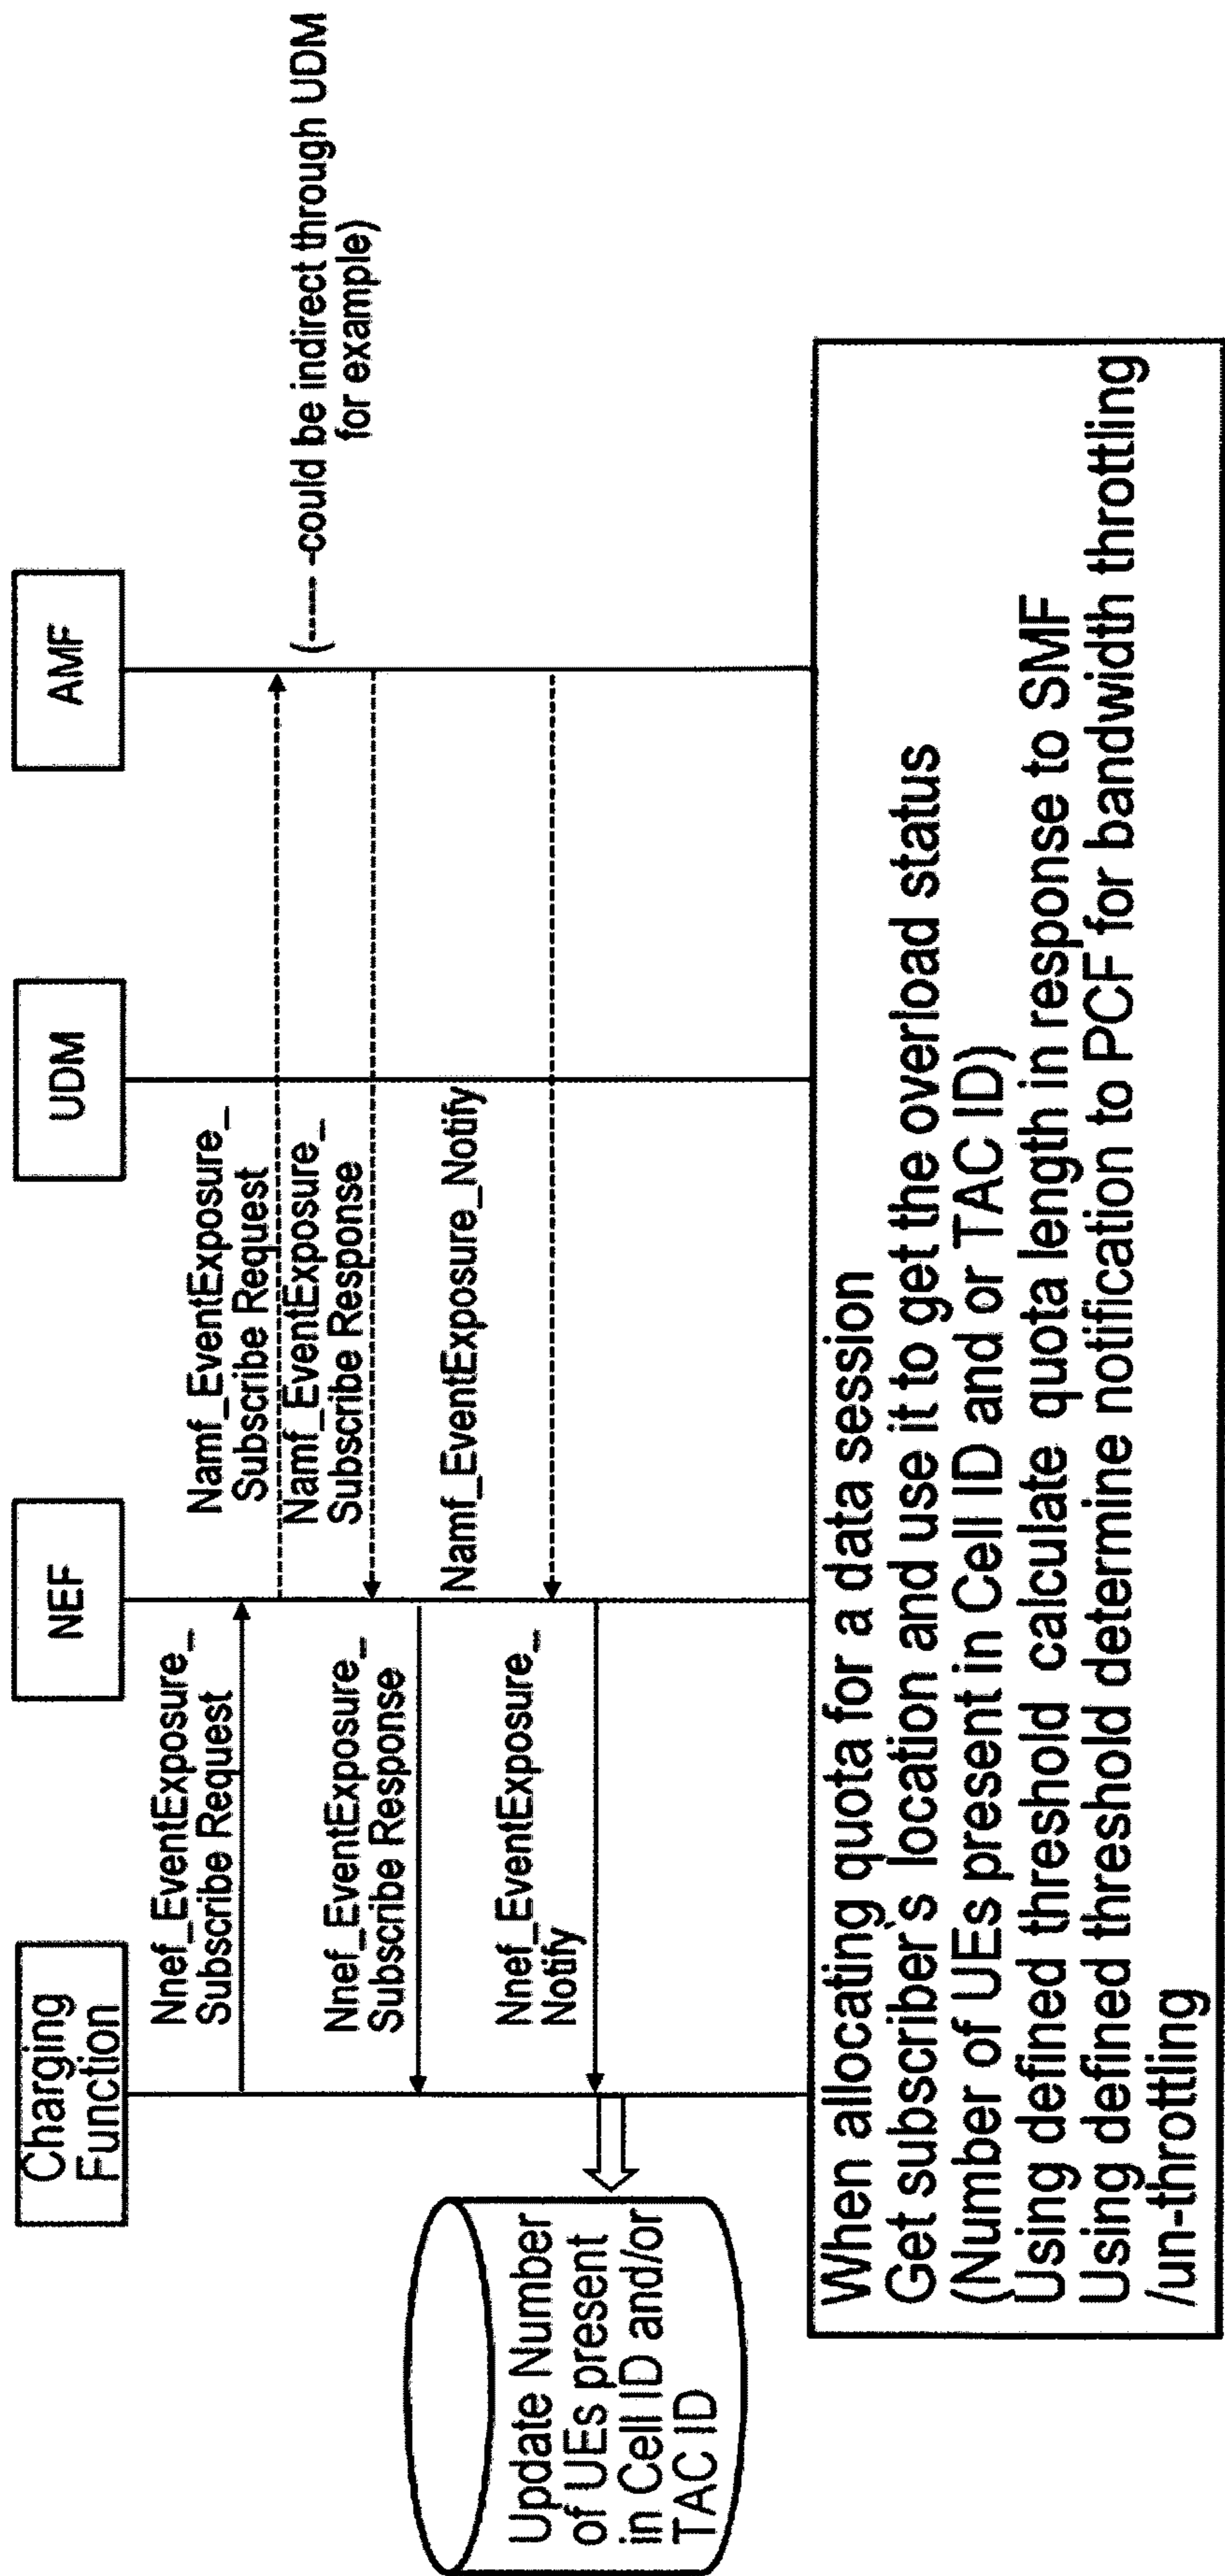 Charging
Function
NEF
UDM
AMF
Nnef_EventExposure_
Subscribe Request
Namf_EventExposure_
Subscribe Request
(----- -could be indirect through UDM
for example)
Namf_EventExposure_
Subscribe Response
Nnef_EventExposure_
Subscribe Response
Namf_EventExposure_Notify
Nnef_EventExposure_
Notify
Update Number
of UEs present
in Cell ID and/or
TAC ID
When allocating quota for a data session
Get subscriber's location and use it to get the overload status
(Number of UEs present in Cell ID and or TAC ID)
Using defined threshold calculate quota length in response to SMF
Using defined threshold determine notification to PCF for bandwidth throttling
/un-throttling